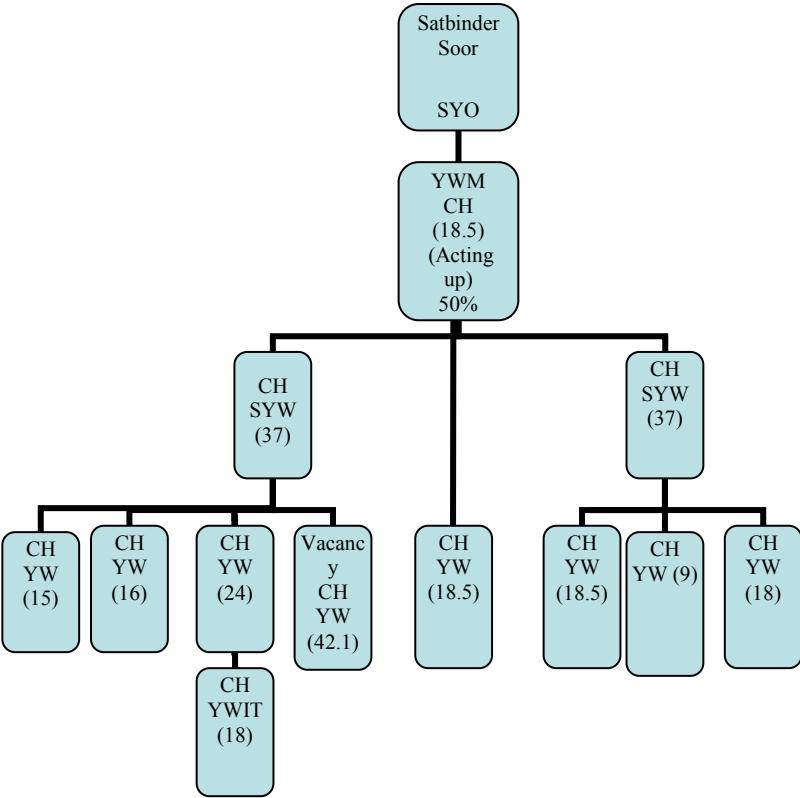 Satbinder
Soor
SYO
YWM
CH
(18.5)
(Acting
up)
50%
CH
SYW
(37)
CH
SYW
(37)
CH
YW
(15)
CH
YW
(16)
CH
YW
(24)
Vacanc
y
CH
YW
(42.1)
CH
YW
(18.5)
CH
YW
(18.5)
CH
YW (9)
CH
YW
(18)
CH
YWIT
(18)